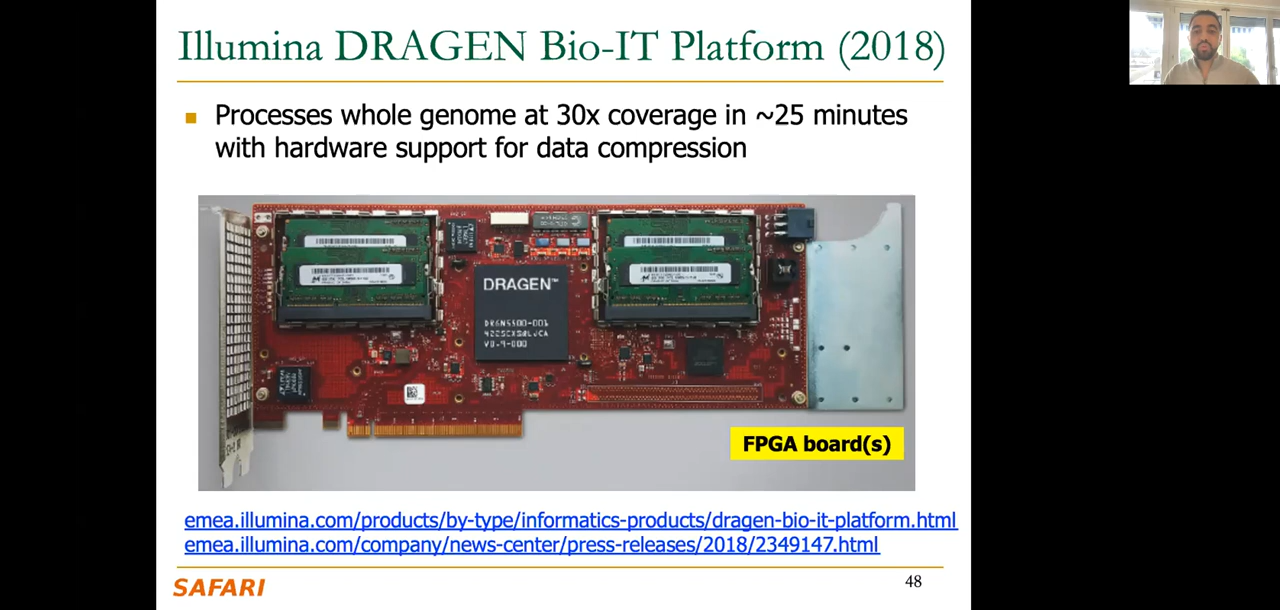 Illumina DRAGEN Bio-IT Platform (2018)
Processes whole genome at 30x coverage in ~25 minutes
with hardware support for data compression
DRAGEN™
FPGA board(s)
emea.illumina.com/products/by-type/informatics-products/dragen-bio-it-platform.html
emea.illumina.com/company/news-center/press-releases/2018/2349147.html
SAFARI
48